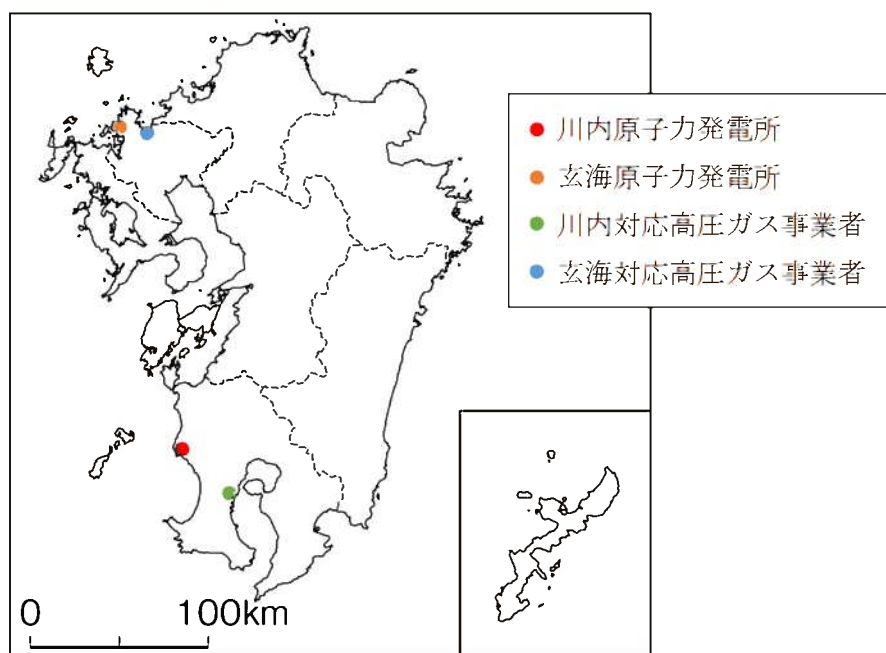 川内原子力発電所
玄海原子力発電所
川内対応高圧ガス事業者
玄海対応高圧ガス事業者
0 100km